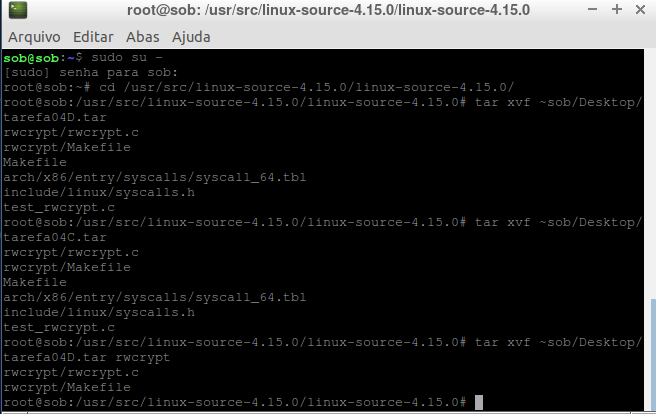 root@sob: /usr/src/linux-source-4.15.0/linux-source-4.15.0
Arquivo Editar Abas Ajuda
sob@sob:~$ sudo su -
[sudo] senha para sob:
root@sob:~# cd /usr/src/linux-source-4.15.0/linux-source-4.15.0/
root@sob:/usr/src/linux-source-4.15.0/linux-source-4.15.0# tar xvf ~sob/Desktop/
tarefa04D.tar
rwcrypt/rwcrypt.c
rwcrypt/Makefile
Makefile
arch/x86/entry/syscalls/syscall_64.tbl
include/linux/syscalls.h
test_rwcrypt.c
root@sob:/usr/src/linux-source-4.15.0/linux-source-4.15.0# tar xvf ~sob/Desktop/
tarefa04C.tar
rwcrypt/rwcrypt.c
rwcrypt/Makefile
Makefile
arch/x86/entry/syscalls/syscall_64.tbl
include/linux/syscalls.h
test_rwcrypt.c
root@sob:/usr/src/linux-source-4.15.0/linux-source-4.15.0# tar xvf ~sob/Desktop/
tarefa04D.tar rwcrypt
rwcrypt/rwcrypt.c
rwcrypt/Makefile
root@sob:/usr/src/linux-source-4.15.0/linux-source-4.15.0#